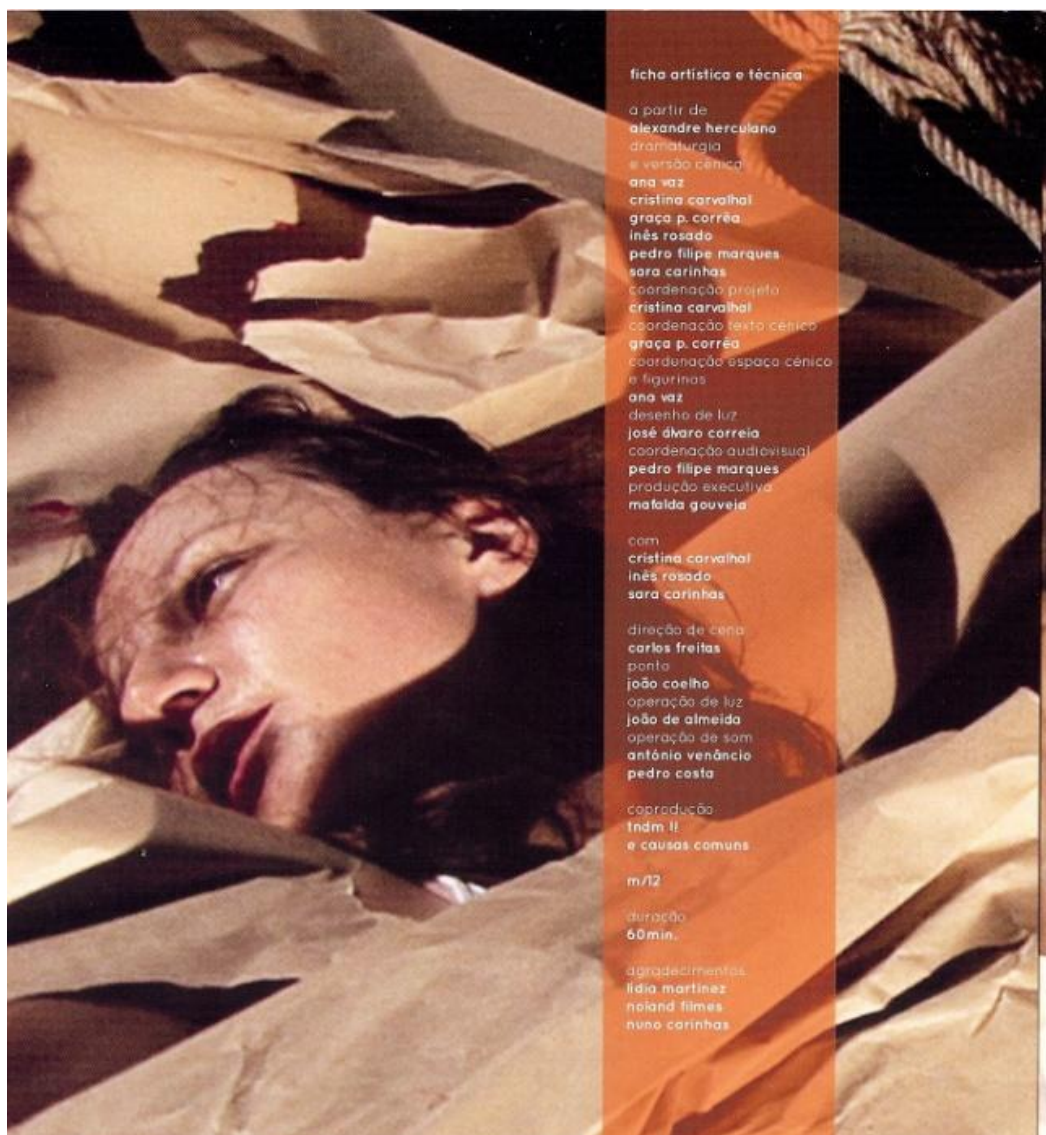 ficha artística e técnica
a partir de
alexandre herculano
dramaturgia
e versão cénica
ana vaz
cristina carvalhal
graça p. corrêa
inês rosado
pedro filipe marques
sara carinhas
coordenação projeto
cristina carvalhal
coordenação texto cénico
graça p. corrêa
coordenação espaço cénico
e figurinos
ana vaz
desenho de luz
josé álvaro correia
coordenação audiovisual
pedro filipe marques
produção executiva
mafalda gouveia
com
cristina carvalhal
inês rosado
sara carinhas
direção de cena
carlos freitas
ponto
joão coelho
operação de luz
joão de almeida
operação de som
antónio venâncio
pedro costa
coprodução
tndm II
e causas comuns
m/12
duração
60min.
agradecimentos
lídia martinez
noland filmes
nuno carinhas